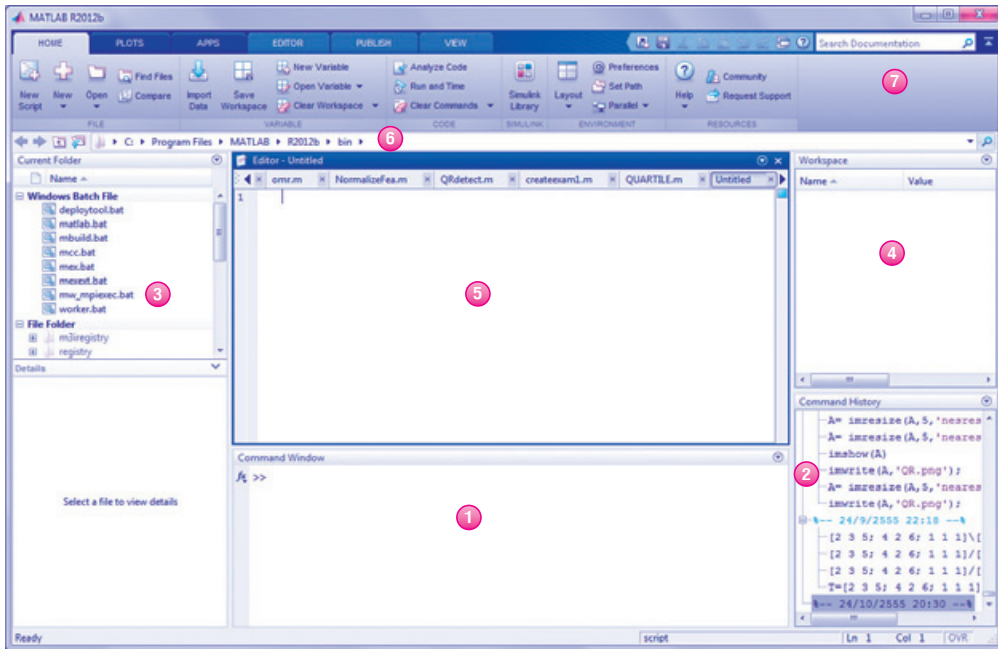 MATLAB R2012b
HOME PLOTS APPS EDITOR PUBLISH VIEW
Search Documentation
New Script
New
Open
Find Files
Compare
FILE
Import Data
Save Workspace
New Variable
Open Variable
Clear Workspace
VARIABLE
Analyze Code
Run and Time
Clear Commands
CODE
Simulink Library
SIMULINK
Layout
Preferences
Set Path
Parallel
ENVIRONMENT
Help
Community
Request Support
RESOURCES
7
C: Program Files MATLAB R2012b bin
6
Current Folder
Name
Windows Batch File
deploytool.bat
matlab.bat
mbuild.bat
mcc.bat
mex.bat
mexext.bat
mw_mpiexec.bat
worker.bat
File Folder
m3iregistry
registry
3
Details
Select a file to view details
Editor - Untitled
omr.m NormalizeFea.m QRdetect.m createexam1.m QUARTILE.m Untitled
1
5
Command Window
fx >>
1
Workspace
Name Value
4
Command History
A= imresize(A,5,'neares
A= imresize(A,5,'neares
imshow(A)
imwrite(A,'QR.png');
A= imresize(A,5,'neares
imwrite(A,'QR.png');
%-- 24/9/2555 22:18 --%
[2 3 5; 4 2 6; 1 1 1]\[
[2 3 5; 4 2 6; 1 1 1]/[
[2 3 5; 4 2 6; 1 1 1]/[
T=[2 3 5; 4 2 6; 1 1 1]
%-- 24/10/2555 20:30 --%
2
Ready
script
Ln 1 Col 1 OVR